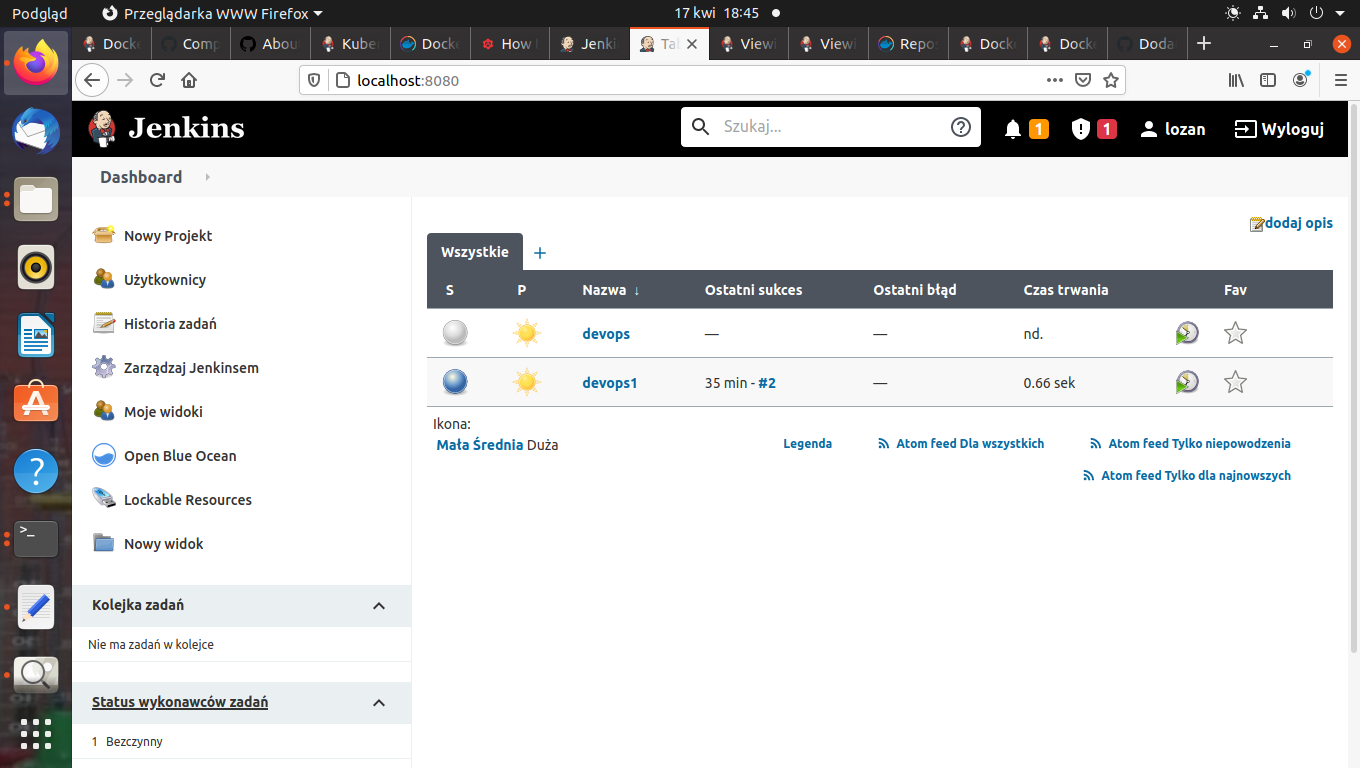 Podgląd Przeglądarka WWW Firefox 17 kwi 18:45
Docke Comp Abou Kube Docke How Jenki Ta Viewi Viewi Repo Docke Docke Doda
localhost:8080
Jenkins Szukaj... 1 1 lozan Wyloguj
Dashboard
dodaj opis
Nowy Projekt
Użytkownicy
Historia zadań
Zarządzaj Jenkinsem
Moje widoki
Open Blue Ocean
Lockable Resources
Nowy widok
Kolejka zadań
Nie ma zadań w kolejce
Status wykonawców zadań
1 Bezczynny
Wszystkie +
S P Nazwa ↓ Ostatni sukces Ostatni błąd Czas trwania Fav
devops — — nd.
devops1 35 min - #2 — 0.66 sek
Ikona:
Mała Średnia Duża Legenda Atom feed Dla wszystkich Atom feed Tylko niepowodzenia
Atom feed Tylko dla najnowszych